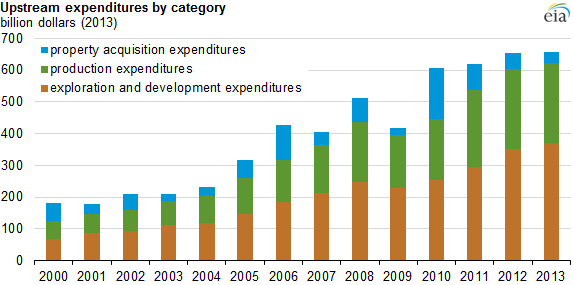 Upstream expenditures by category
billion dollars (2013)
eia
700
600
500
400
300
200
100
0
property acquisition expenditures
production expenditures
exploration and development expenditures
2000 2001 2002 2003 2004 2005 2006 2007 2008 2009 2010 2011 2012 2013